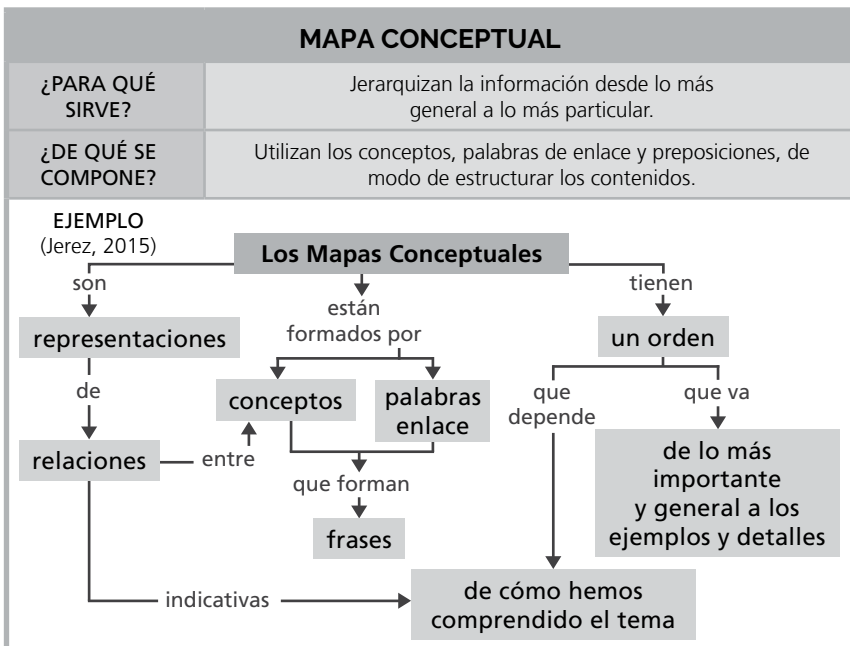 MAPA CONCEPTUAL
¿PARA QUÉ
SIRVE?
Jerarquizan la información desde lo más
general a lo más particular.
¿DE QUÉ SE
COMPONE?
Utilizan los conceptos, palabras de enlace y preposiciones, de
modo de estructurar los contenidos.
EJEMPLO
(Jerez, 2015)
Los Mapas Conceptuales
son
representaciones
de
relaciones
entre
indicativas
están
formados por
conceptos
palabras
enlace
que forman
frases
tienen
un orden
que
depende
de cómo hemos
comprendido el tema
que va
de lo más
importante
y general a los
ejemplos y detalles